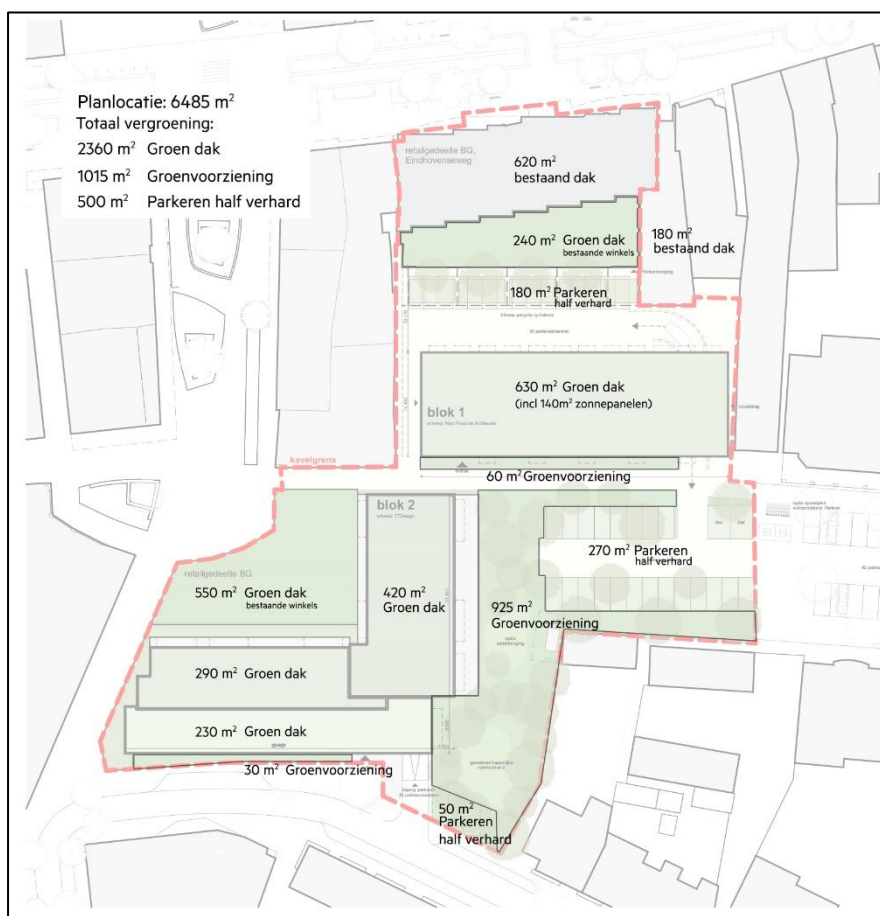 Planlocatie: 6485 m²
Totaal vergroening:
2360 m² Groen dak
1015 m² Groenvoorziening
500 m² Parkeren half verhard
retailgedeelte BG,
Eindhovenseweg
620 m²
bestaand dak
240 m² Groen dak
bestaande winkels
180 m²
bestaand dak
180 m² Parkeren
half verhard
630 m² Groen dak
(incl 140m² zonnepanelen)
blok 1
kavelgrens
60 m² Groenvoorziening
blok 2
retailgedeelte BG
550 m² Groen dak
bestaande winkels
420 m²
Groen dak
270 m² Parkeren
half verhard
925 m²
Groenvoorziening
290 m² Groen dak
230 m² Groen dak
30 m² Groenvoorziening
50 m²
Parkeren
half verhard